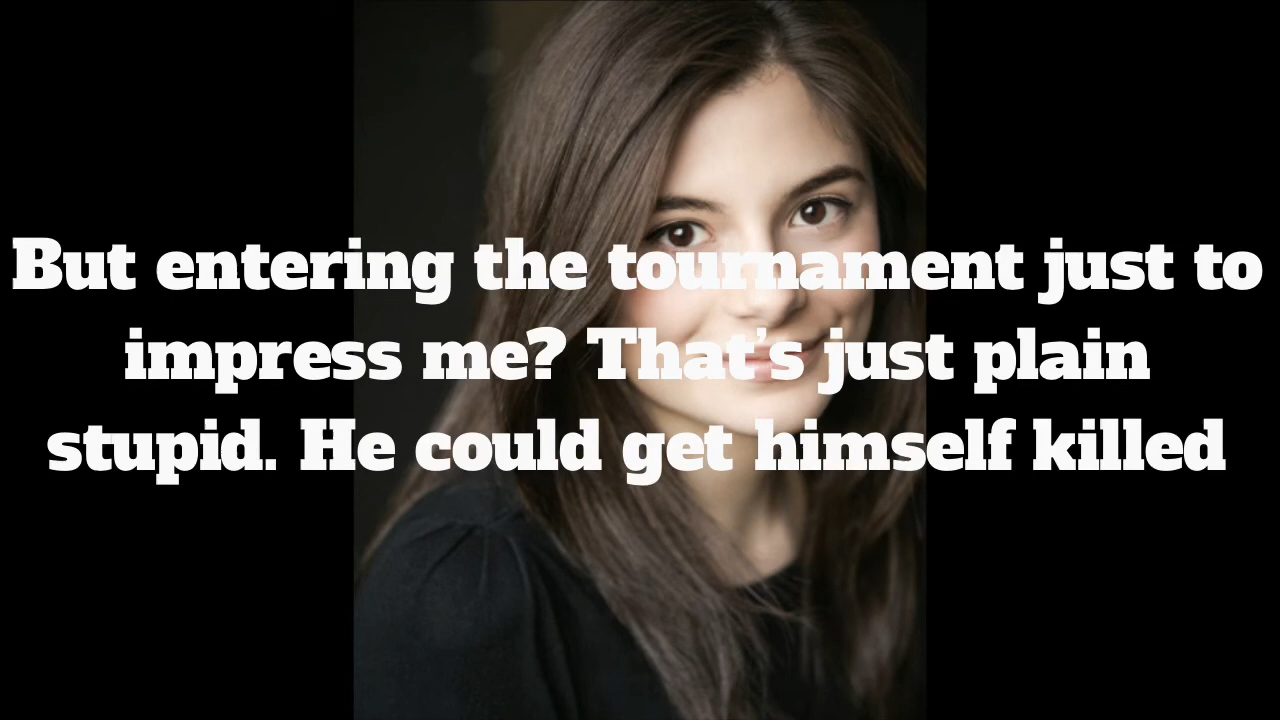 But entering the tournament just to
impress me? That’s just plain
stupid. He could get himself killed